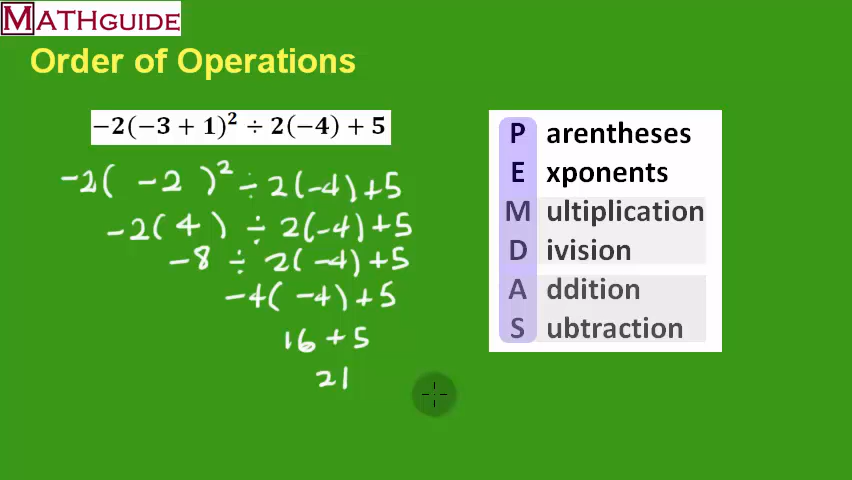 MATHGUIDE
Order of Operations
−2(−3 + 1)² ÷ 2(−4) + 5
-2( -2 )² ÷ 2(-4) +5
-2( 4 ) ÷ 2(-4) +5
-8 ÷ 2(-4) +5
-4( -4) +5
16 + 5
21
P arentheses
E xponents
M ultiplication
D ivision
A ddition
S ubtraction